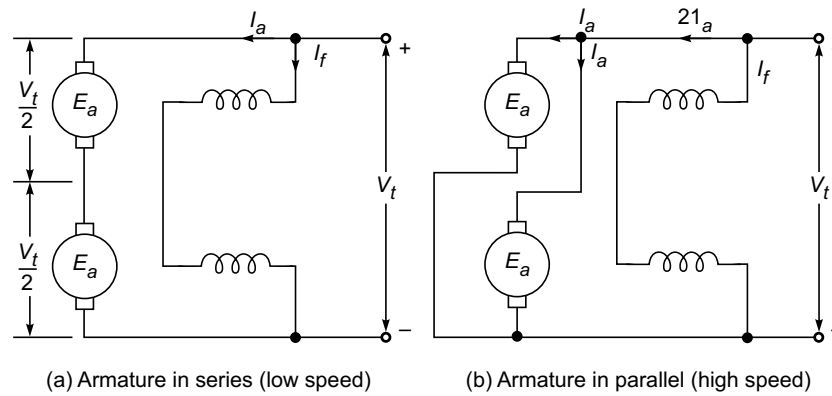 I_a
I_f
+
V_t/2
E_a
V_t
V_t/2
E_a
−
(a) Armature in series (low speed)
I_a
I_a
21_a
I_f
E_a
V_t
E_a
(b) Armature in parallel (high speed)